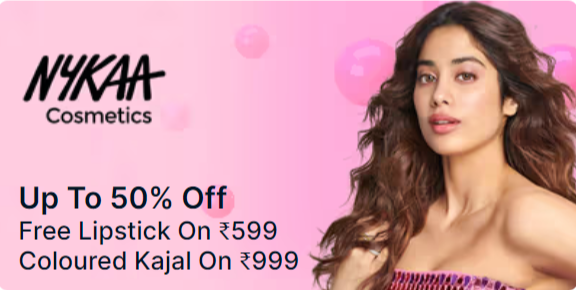 NYKAA
Cosmetics
Up To 50% Off
Free Lipstick On ₹599
Coloured Kajal On ₹999